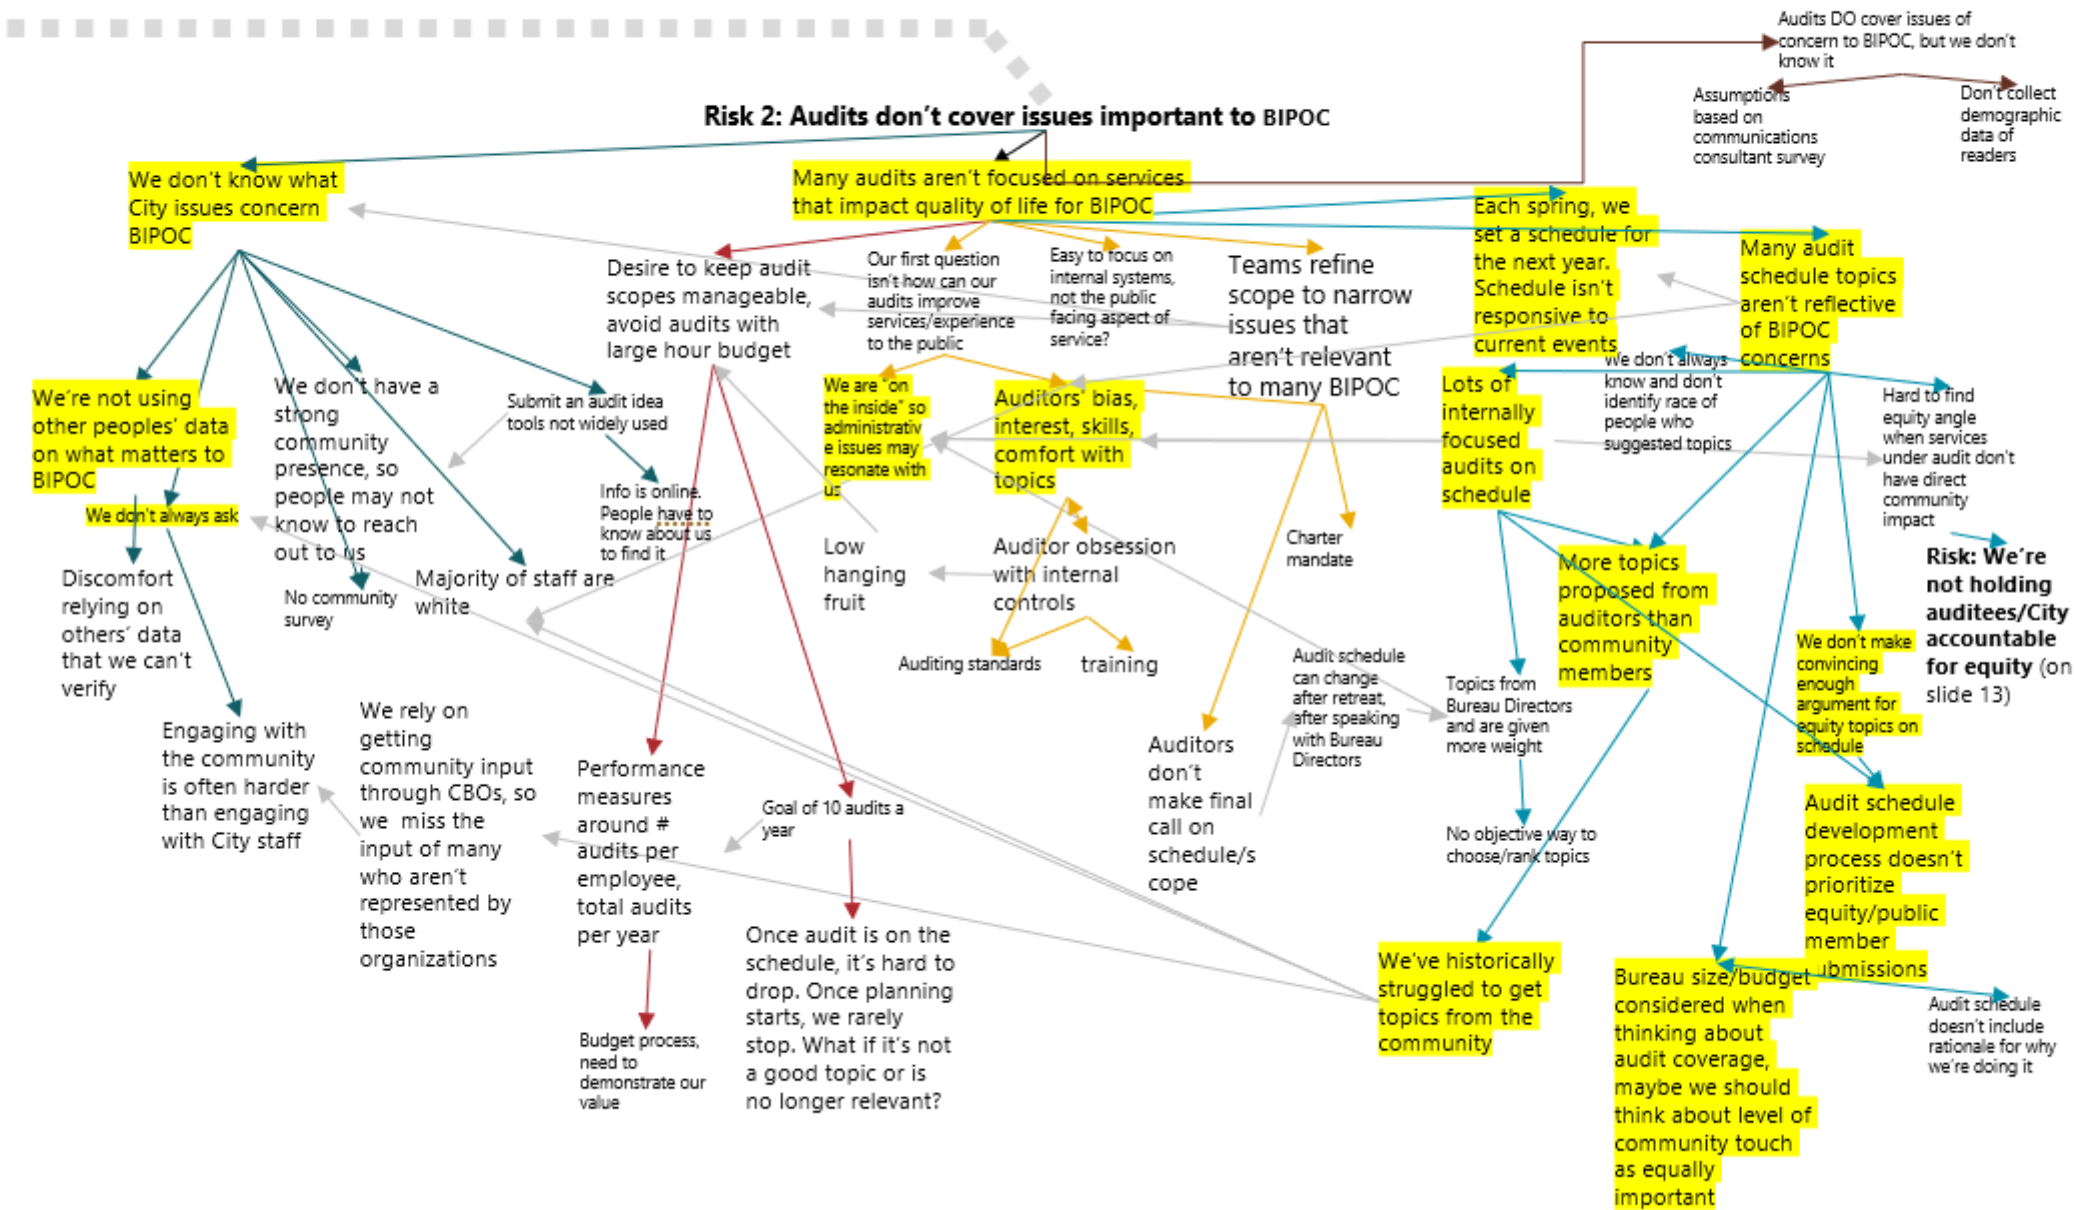 Audits DO cover issues of
concern to BIPOC, but we don't
know it
Assumptions
based on
communications
consultant survey
Don't collect
demographic
data of
readers
Risk 2: Audits don't cover issues important to BIPOC
We don't know what
City issues concern
BIPOC
Many audits aren't focused on services
that impact quality of life for BIPOC
Each spring, we
set a schedule for
the next year.
Schedule isn't
responsive to
current events
Many audit
schedule topics
aren't reflective
of BIPOC
concerns
Desire to keep audit
scopes manageable,
avoid audits with
large hour budget
Our first question
isn't how can our
audits improve
services/experience
to the public
Easy to focus on
internal systems,
not the public
facing aspect of
service?
Teams refine
scope to narrow
issues that
aren't relevant
to many BIPOC
We're not using
other peoples' data
on what matters to
BIPOC
We don't always ask
We don't have a
strong
community
presence, so
people may not
know to reach
out to us
Submit an audit idea
tools not widely used
Info is online.
People have to
know about us
to find it
We are "on
the inside" so
administrativ
e issues may
resonate with
us
Auditors' bias,
interest, skills,
comfort with
topics
Lots of
internally
focused
audits on
schedule
We don't always
know and don't
identify race of
people who
suggested topics
Hard to find
equity angle
when services
under audit don't
have direct
community
impact
Discomfort
relying on
others' data
that we can't
verify
No community
survey
Majority of staff are
white
Low
hanging
fruit
Auditor obsession
with internal
controls
Charter
mandate
Auditing standards
training
More topics
proposed from
auditors than
community
members
We don't make
convincing
enough
argument for
equity topics on
schedule
Risk: We're
not holding
auditees/City
accountable
for equity (on
slide 13)
Engaging with
the community
is often harder
than engaging
with City staff
We rely on
getting
community input
through CBOs, so
we miss the
input of many
who aren't
represented by
those
organizations
Performance
measures
around #
audits per
employee,
total audits
per year
Goal of 10 audits a
year
Auditors
don't
make final
call on
schedule/s
cope
Audit schedule
can change
after retreat,
after speaking
with Bureau
Directors
Topics from
Bureau Directors
and are given
more weight
No objective way to
choose/rank topics
Audit schedule
development
process doesn't
prioritize
equity/public
member
submissions
Budget process,
need to
demonstrate our
value
Once audit is on the
schedule, it's hard to
drop. Once planning
starts, we rarely
stop. What if it's not
a good topic or is
no longer relevant?
We've historically
struggled to get
topics from the
community
Bureau size/budget
considered when
thinking about
audit coverage,
maybe we should
think about level of
community touch
as equally
important
Audit schedule
doesn't include
rationale for why
we're doing it